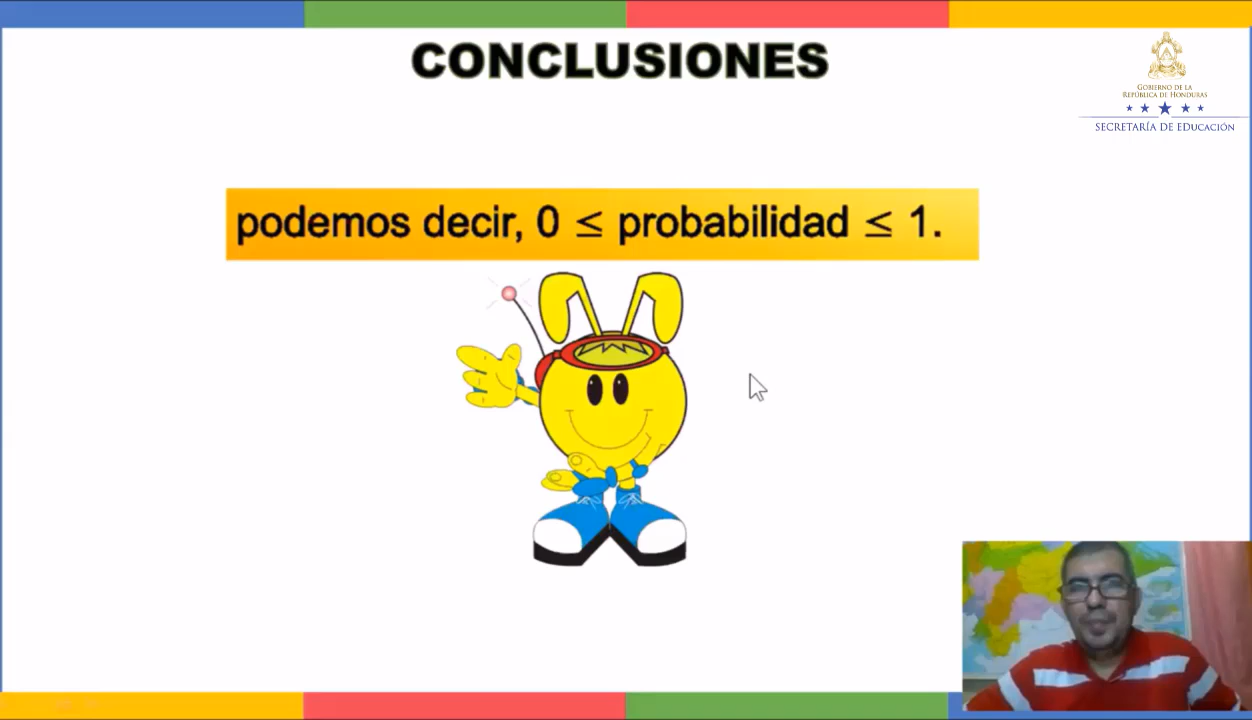 CONCLUSIONES
GOBIERNO DE LA
REPÚBLICA DE HONDURAS
SECRETARÍA DE EDUCACIÓN
podemos decir, 0 ≤ probabilidad ≤ 1.